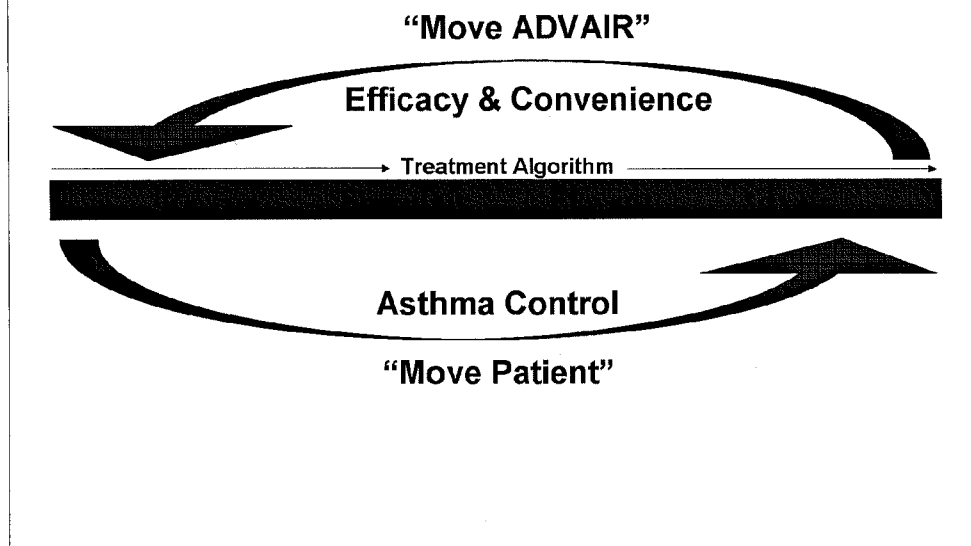 “Move ADVAIR”
Efficacy & Convenience
Treatment Algorithm
Asthma Control
“Move Patient”